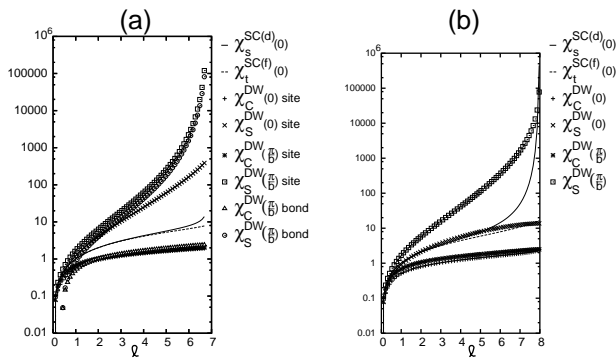 (a)
10^6
100000
10000
1000
100
10
1
0.1
0.01
0 1 2 3 4 5 6 7
ℓ
χ_s^SC(d)(0)
χ_t^SC(f)(0)
χ_C^DW(0) site
χ_S^DW(0) site
χ_C^DW(π/b) site
χ_S^DW(π/b) site
χ_C^DW(π/b) bond
χ_S^DW(π/b) bond
(b)
10^6
100000
10000
1000
100
10
1
0.1
0.01
0 1 2 3 4 5 6 7 8
ℓ
χ_s^SC(d)(0)
χ_t^SC(f)(0)
χ_C^DW(0)
χ_S^DW(0)
χ_C^DW(π/b)
χ_S^DW(π/b)